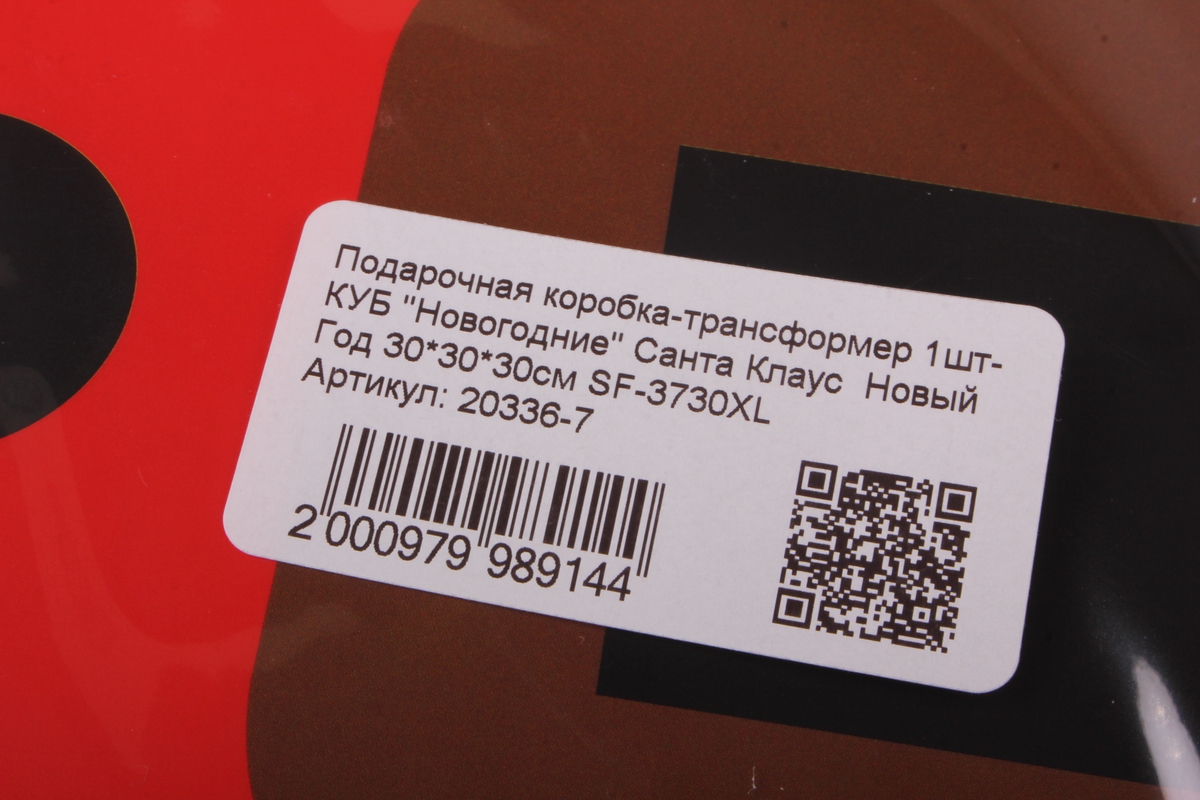 Подарочная коробка-трансформер 1шт-
КУБ "Новогодние" Санта Клаус  Новый
Год 30*30*30см SF-3730XL
Артикул: 20336-7
2 000979 989144